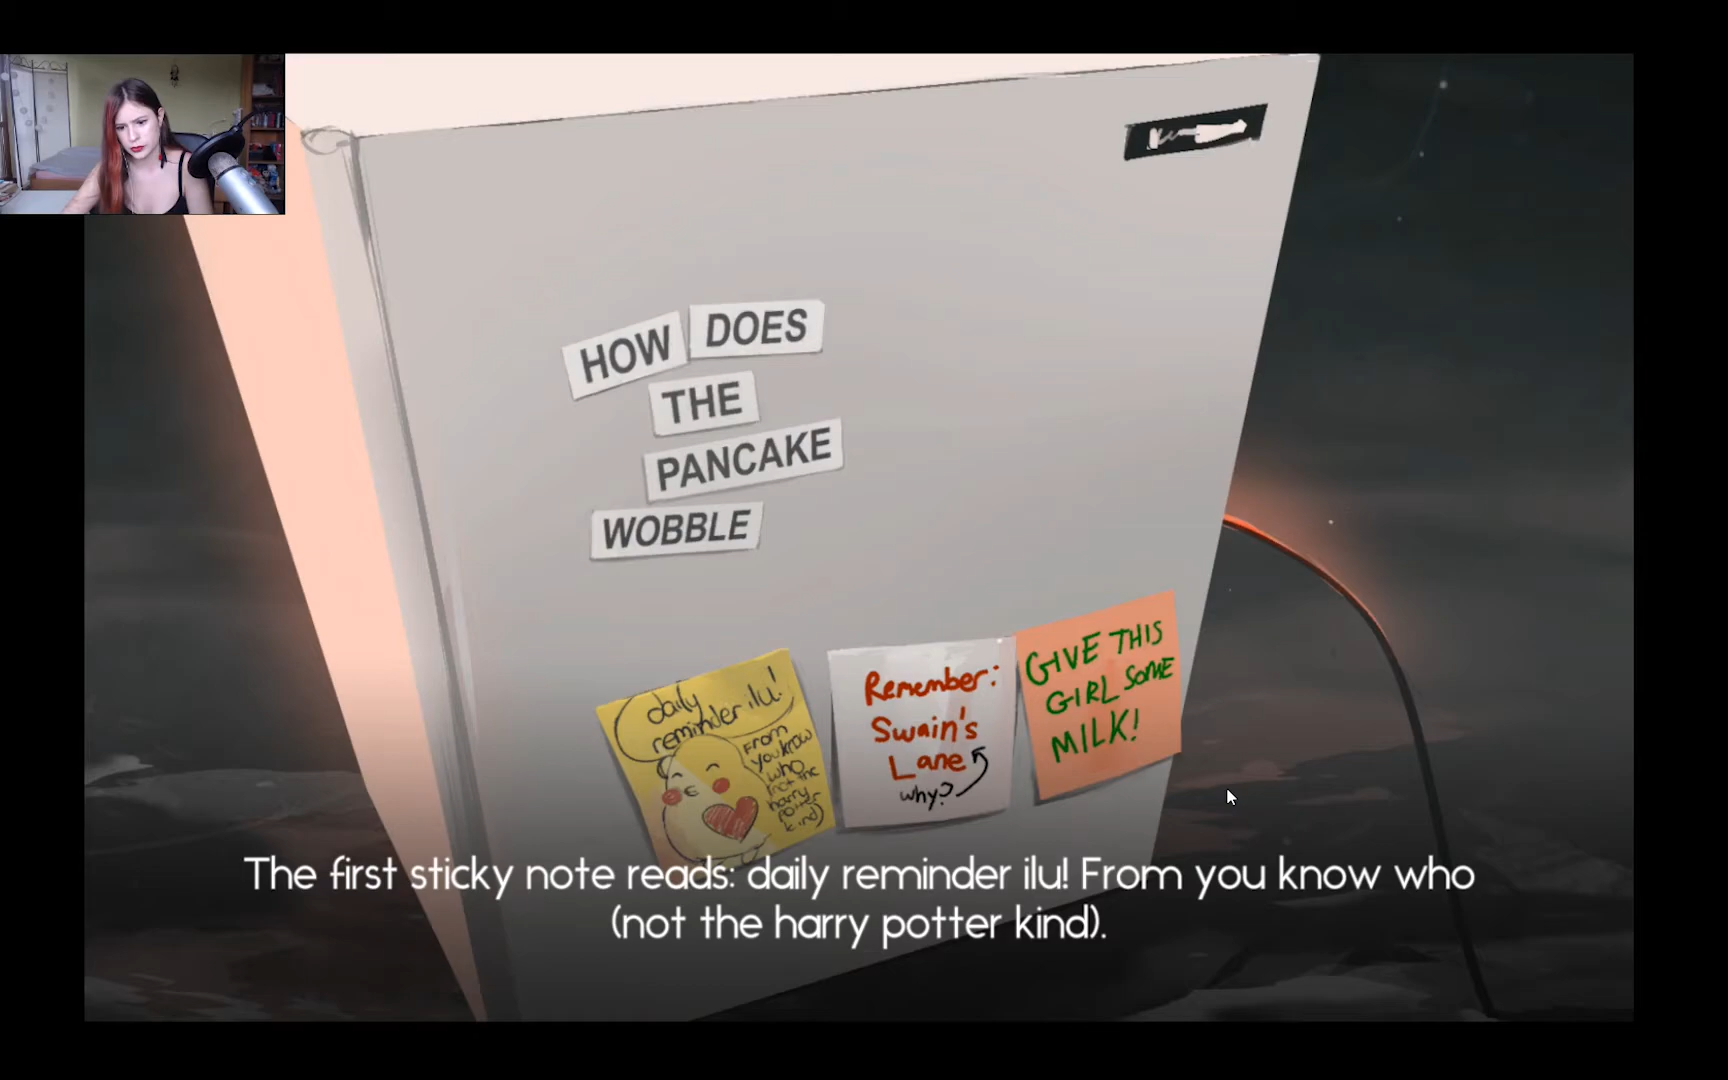 HOW DOES
THE
PANCAKE
WOBBLE
daily
reminder ilu!
From
you know
who
(not the
harry
potter
kind)
Remember:
Swain's
Lane
why?
GIVE THIS
GIRL SOME
MILK!
The first sticky note reads: daily reminder ilu! From you know who
(not the harry potter kind).